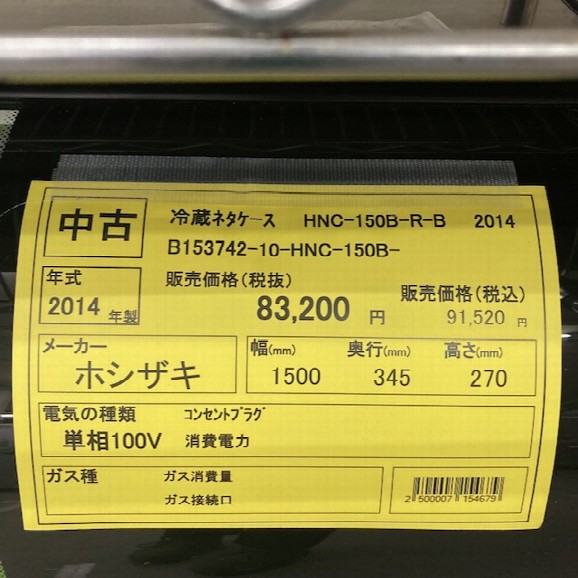 中古
冷蔵ネタケース HNC-150B-R-B 2014
B153742-10-HNC-150B-
年式
2014 年製
販売価格(税抜)
83,200 円
販売価格(税込)
91,520 円
メーカー
ホシザキ
幅(mm) 奥行(mm) 高さ(mm)
1500 345 270
電気の種類 コンセントプラグ
単相100V 消費電力
ガス種 ガス消費量
ガス接続口
2 500007 154679